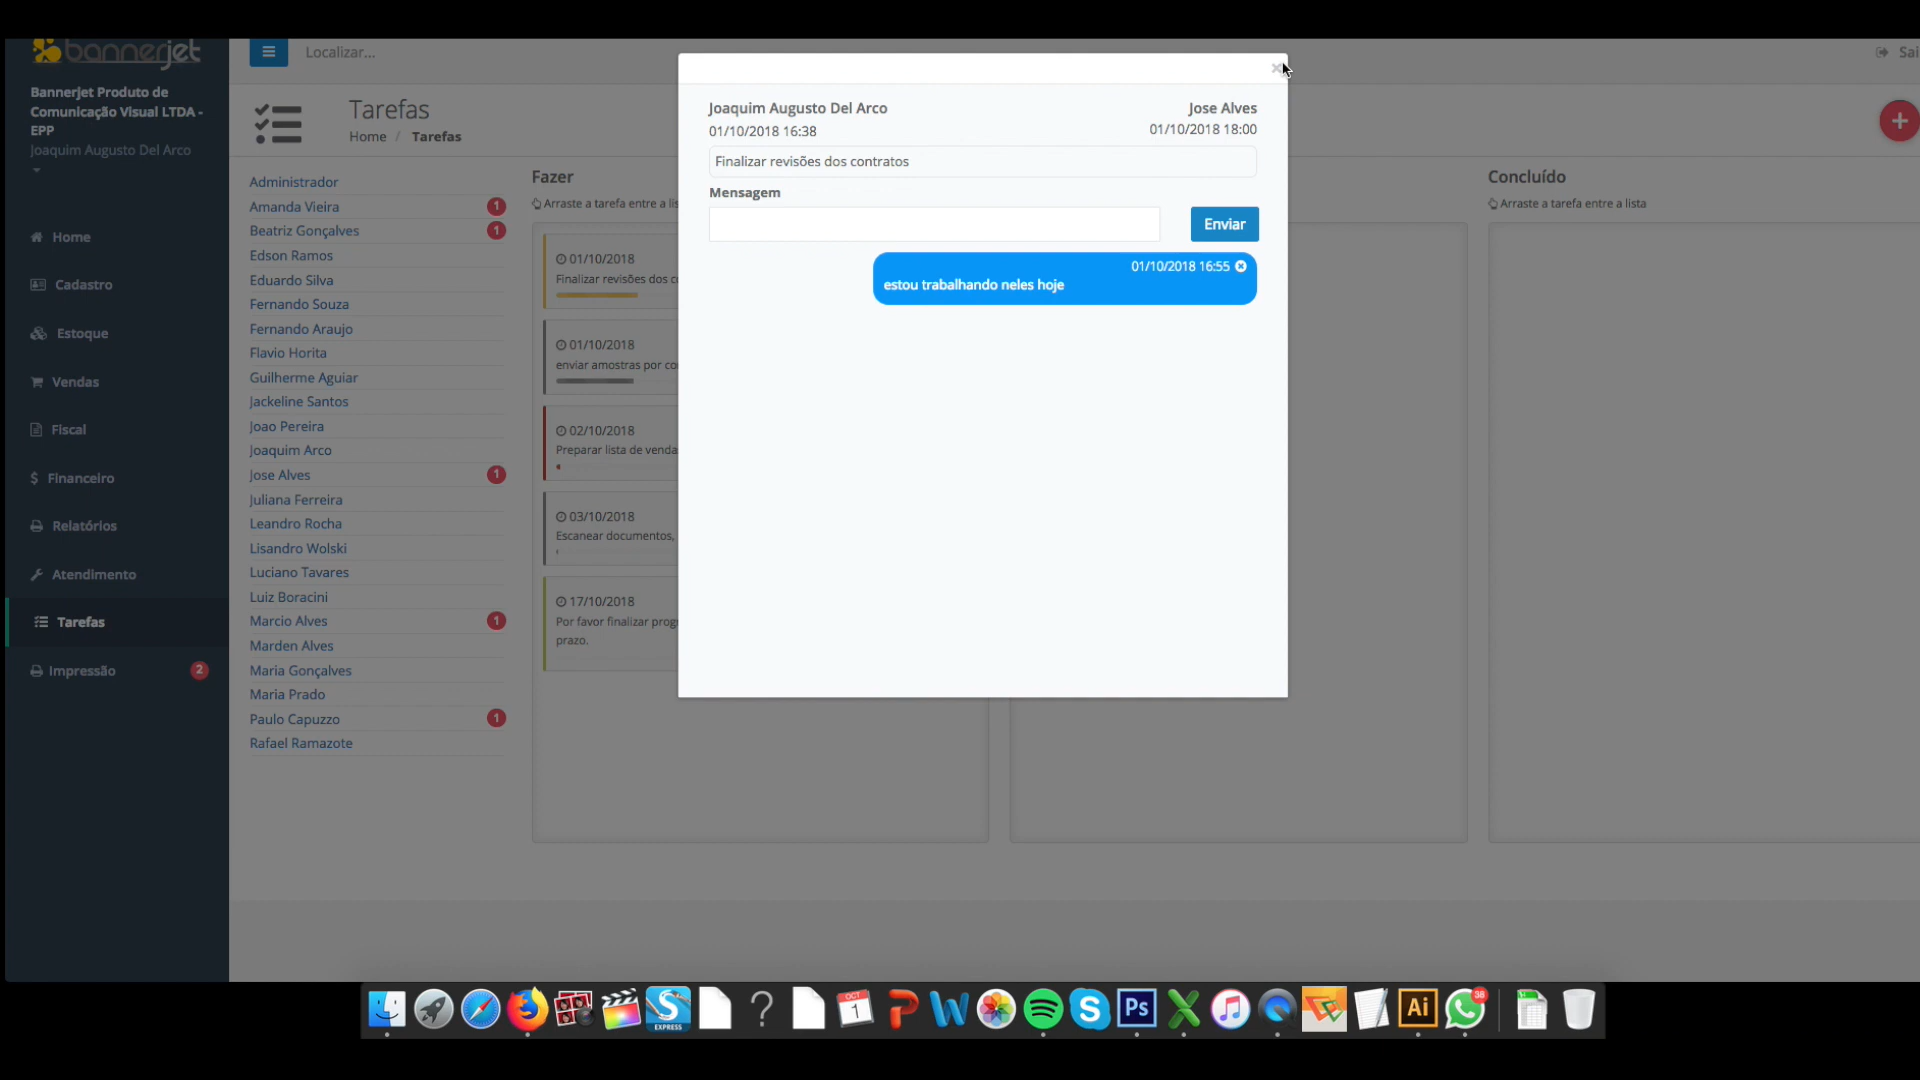 bannerjet
Bannerjet Produto de
Comunicação Visual LTDA -
EPP
Joaquim Augusto Del Arco
Home
Cadastro
Estoque
Vendas
Fiscal
$ Financeiro
Relatórios
Atendimento
Tarefas
Impressão 2
Localizar...
Sai
Tarefas
Home / Tarefas
+
Administrador
Amanda Vieira 1
Beatriz Gonçalves 1
Edson Ramos
Eduardo Silva
Fernando Souza
Fernando Araujo
Flavio Horita
Guilherme Aguiar
Jackeline Santos
Joao Pereira
Joaquim Arco
Jose Alves 1
Juliana Ferreira
Leandro Rocha
Lisandro Wolski
Luciano Tavares
Luiz Boracini
Marcio Alves 1
Marden Alves
Maria Gonçalves
Maria Prado
Paulo Capuzzo 1
Rafael Ramazote
Fazer
Arraste a tarefa entre a lis
01/10/2018
Finalizar revisões dos co
01/10/2018
enviar amostras por co
02/10/2018
Preparar lista de venda
03/10/2018
Escanear documentos,
17/10/2018
Por favor finalizar prog
prazo.
×
Joaquim Augusto Del Arco
01/10/2018 16:38
Jose Alves
01/10/2018 18:00
Finalizar revisões dos contratos
Mensagem
Enviar
01/10/2018 16:55
estou trabalhando neles hoje
Concluído
Arraste a tarefa entre a lista
EXPRESS
?
OCT
1
P
W
S
Ps
X
Ai
38